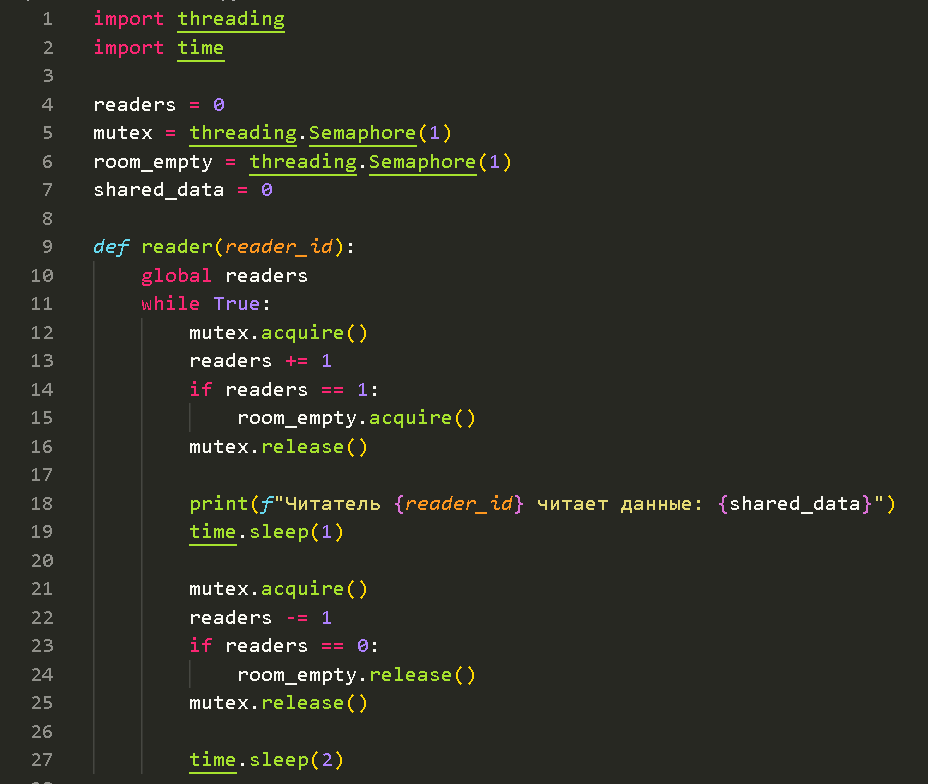 1 import threading
2 import time
3
4 readers = 0
5 mutex = threading.Semaphore(1)
6 room_empty = threading.Semaphore(1)
7 shared_data = 0
8
9 def reader(reader_id):
10     global readers
11     while True:
12         mutex.acquire()
13         readers += 1
14         if readers == 1:
15             room_empty.acquire()
16         mutex.release()
17
18         print(f"Читатель {reader_id} читает данные: {shared_data}")
19         time.sleep(1)
20
21         mutex.acquire()
22         readers -= 1
23         if readers == 0:
24             room_empty.release()
25         mutex.release()
26
27         time.sleep(2)